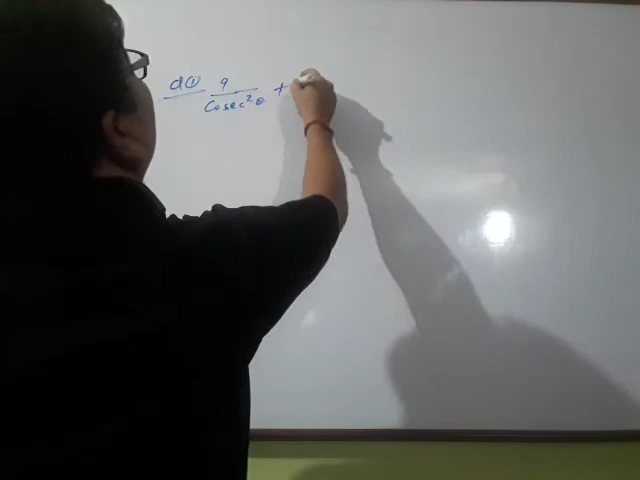 d① 9/cosec²θ +